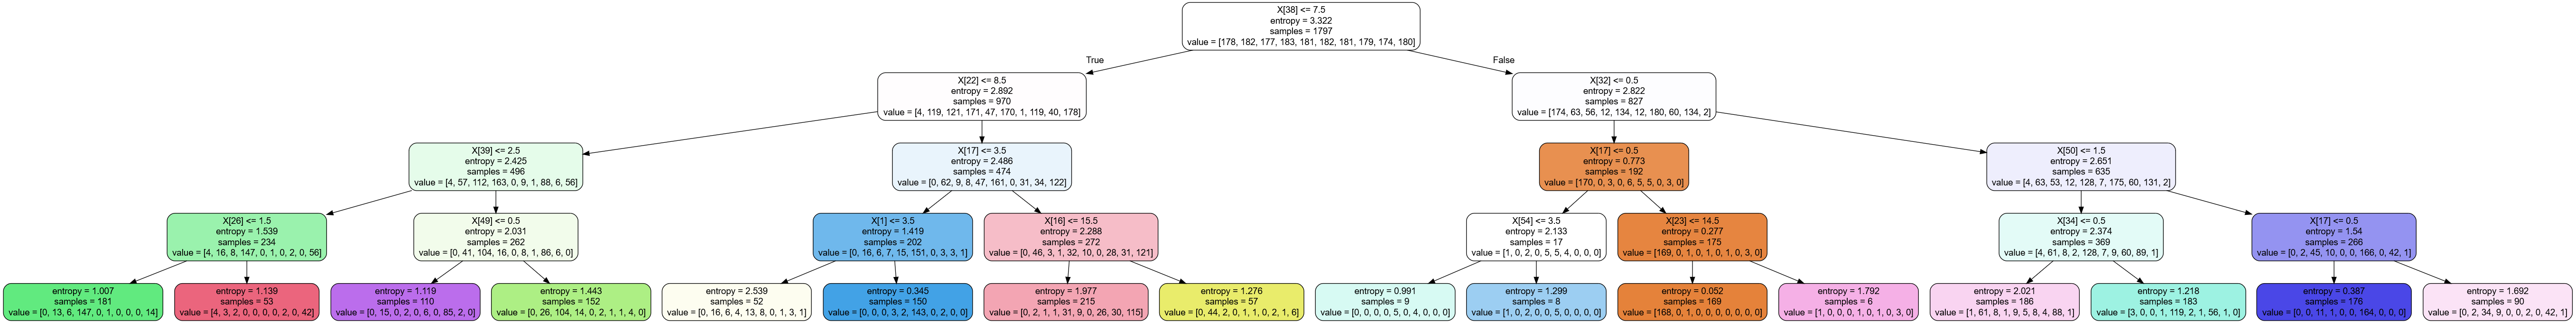 X[38] <= 7.5
entropy = 3.322
samples = 1797
value = [178, 182, 177, 183, 181, 182, 181, 179, 174, 180]
True
False
X[22] <= 8.5
entropy = 2.892
samples = 970
value = [4, 119, 121, 171, 47, 170, 1, 119, 40, 178]
X[32] <= 0.5
entropy = 2.822
samples = 827
value = [174, 63, 56, 12, 134, 12, 180, 60, 134, 2]
X[39] <= 2.5
entropy = 2.425
samples = 496
value = [4, 57, 112, 163, 0, 9, 1, 88, 6, 56]
X[17] <= 3.5
entropy = 2.486
samples = 474
value = [0, 62, 9, 8, 47, 161, 0, 31, 34, 122]
X[17] <= 0.5
entropy = 0.773
samples = 192
value = [170, 0, 3, 0, 6, 5, 5, 0, 3, 0]
X[50] <= 1.5
entropy = 2.651
samples = 635
value = [4, 63, 53, 12, 128, 7, 175, 60, 131, 2]
X[26] <= 1.5
entropy = 1.539
samples = 234
value = [4, 16, 8, 147, 0, 1, 0, 2, 0, 56]
X[49] <= 0.5
entropy = 2.031
samples = 262
value = [0, 41, 104, 16, 0, 8, 1, 86, 6, 0]
X[1] <= 3.5
entropy = 1.419
samples = 202
value = [0, 16, 6, 7, 15, 151, 0, 3, 3, 1]
X[16] <= 15.5
entropy = 2.288
samples = 272
value = [0, 46, 3, 1, 32, 10, 0, 28, 31, 121]
X[54] <= 3.5
entropy = 2.133
samples = 17
value = [1, 0, 2, 0, 5, 5, 4, 0, 0, 0]
X[23] <= 14.5
entropy = 0.277
samples = 175
value = [169, 0, 1, 0, 1, 0, 1, 0, 3, 0]
X[34] <= 0.5
entropy = 2.374
samples = 369
value = [4, 61, 8, 2, 128, 7, 9, 60, 89, 1]
X[17] <= 0.5
entropy = 1.54
samples = 266
value = [0, 2, 45, 10, 0, 0, 166, 0, 42, 1]
entropy = 1.007
samples = 181
value = [0, 13, 6, 147, 0, 1, 0, 0, 0, 14]
entropy = 1.139
samples = 53
value = [4, 3, 2, 0, 0, 0, 0, 2, 0, 42]
entropy = 1.119
samples = 110
value = [0, 15, 0, 2, 0, 6, 0, 85, 2, 0]
entropy = 1.443
samples = 152
value = [0, 26, 104, 14, 0, 2, 1, 1, 4, 0]
entropy = 2.539
samples = 52
value = [0, 16, 6, 4, 13, 8, 0, 1, 3, 1]
entropy = 0.345
samples = 150
value = [0, 0, 0, 3, 2, 143, 0, 2, 0, 0]
entropy = 1.977
samples = 215
value = [0, 2, 1, 1, 31, 9, 0, 26, 30, 115]
entropy = 1.276
samples = 57
value = [0, 44, 2, 0, 1, 1, 0, 2, 1, 6]
entropy = 0.991
samples = 9
value = [0, 0, 0, 0, 5, 0, 4, 0, 0, 0]
entropy = 1.299
samples = 8
value = [1, 0, 2, 0, 0, 5, 0, 0, 0, 0]
entropy = 0.052
samples = 169
value = [168, 0, 1, 0, 0, 0, 0, 0, 0, 0]
entropy = 1.792
samples = 6
value = [1, 0, 0, 0, 1, 0, 1, 0, 3, 0]
entropy = 2.021
samples = 186
value = [1, 61, 8, 1, 9, 5, 8, 4, 88, 1]
entropy = 1.218
samples = 183
value = [3, 0, 0, 1, 119, 2, 1, 56, 1, 0]
entropy = 0.387
samples = 176
value = [0, 0, 11, 1, 0, 0, 164, 0, 0, 0]
entropy = 1.692
samples = 90
value = [0, 2, 34, 9, 0, 0, 2, 0, 42, 1]